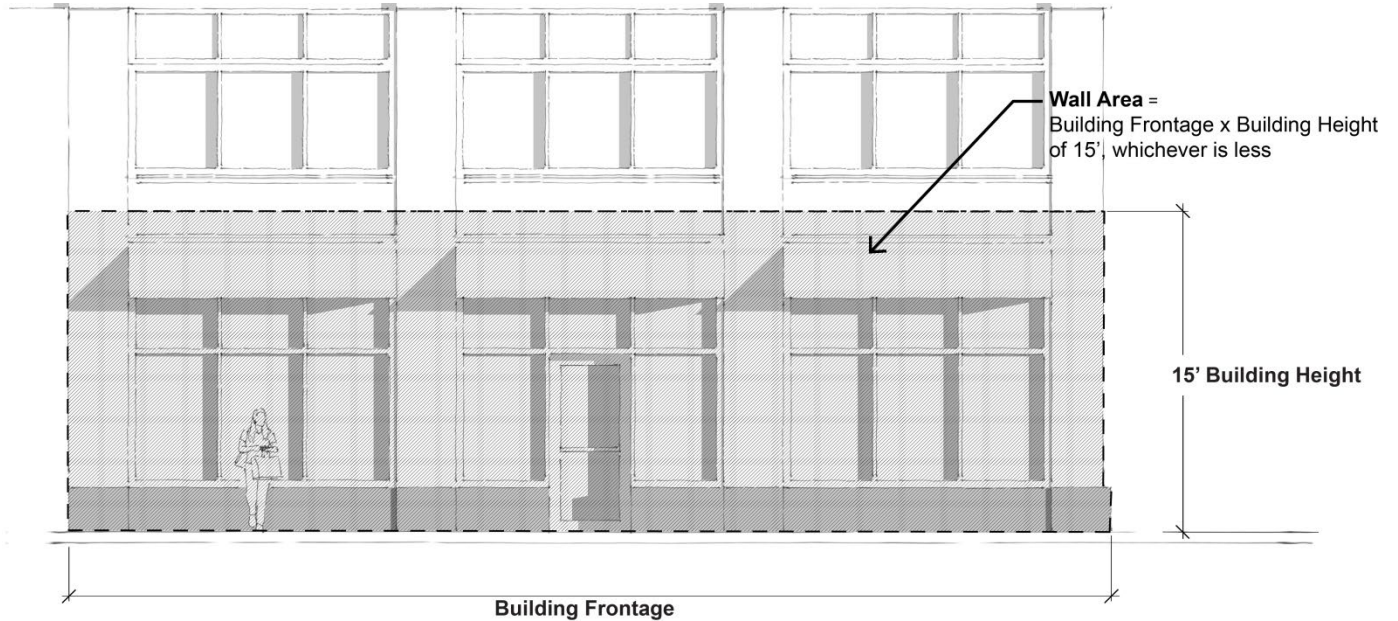 Wall Area =
Building Frontage x Building Height
of 15’, whichever is less
15’ Building Height
Building Frontage